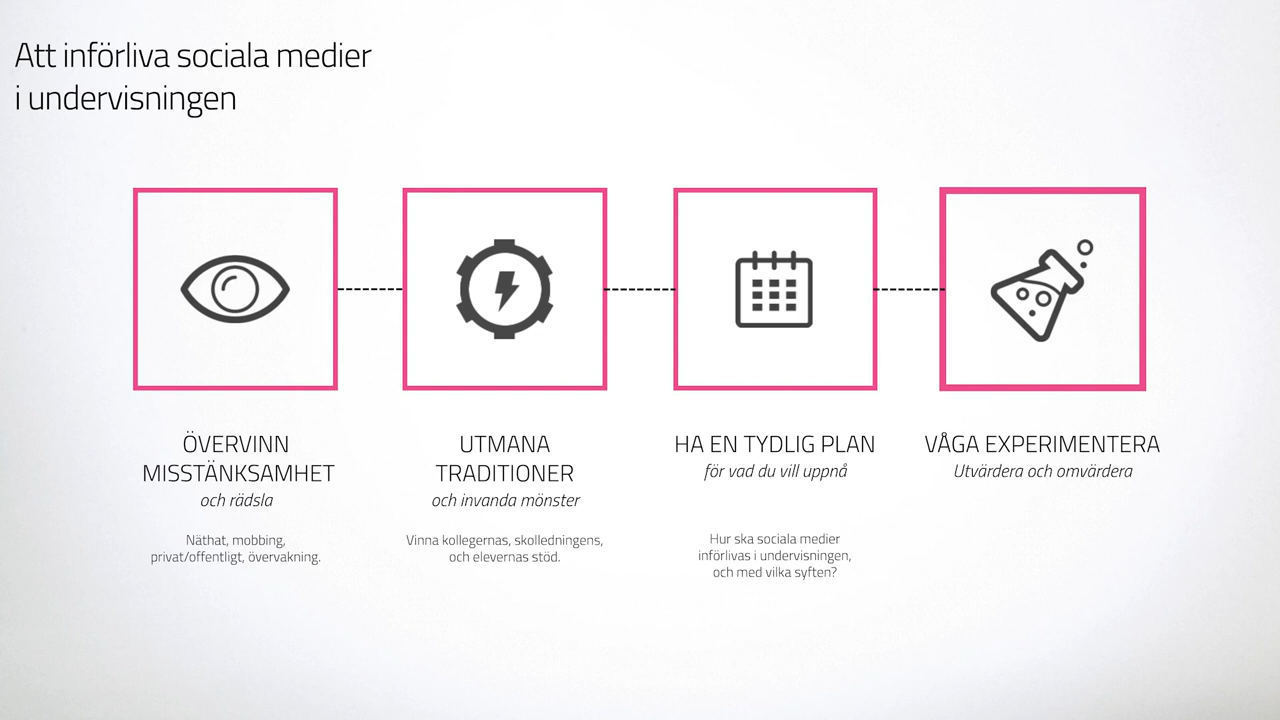 Att införliva sociala medier
i undervisningen
ÖVERVINN
MISSTÄNKSAMHET
och rädsla
Näthat, mobbing,
privat/offentligt, övervakning.
UTMANA
TRADITIONER
och invanda mönster
Vinna kollegernas, skolledningens,
och elevernas stöd.
HA EN TYDLIG PLAN
för vad du vill uppnå
Hur ska sociala medier
införlivas i undervisningen,
och med vilka syften?
VÅGA EXPERIMENTERA
Utvärdera och omvärdera